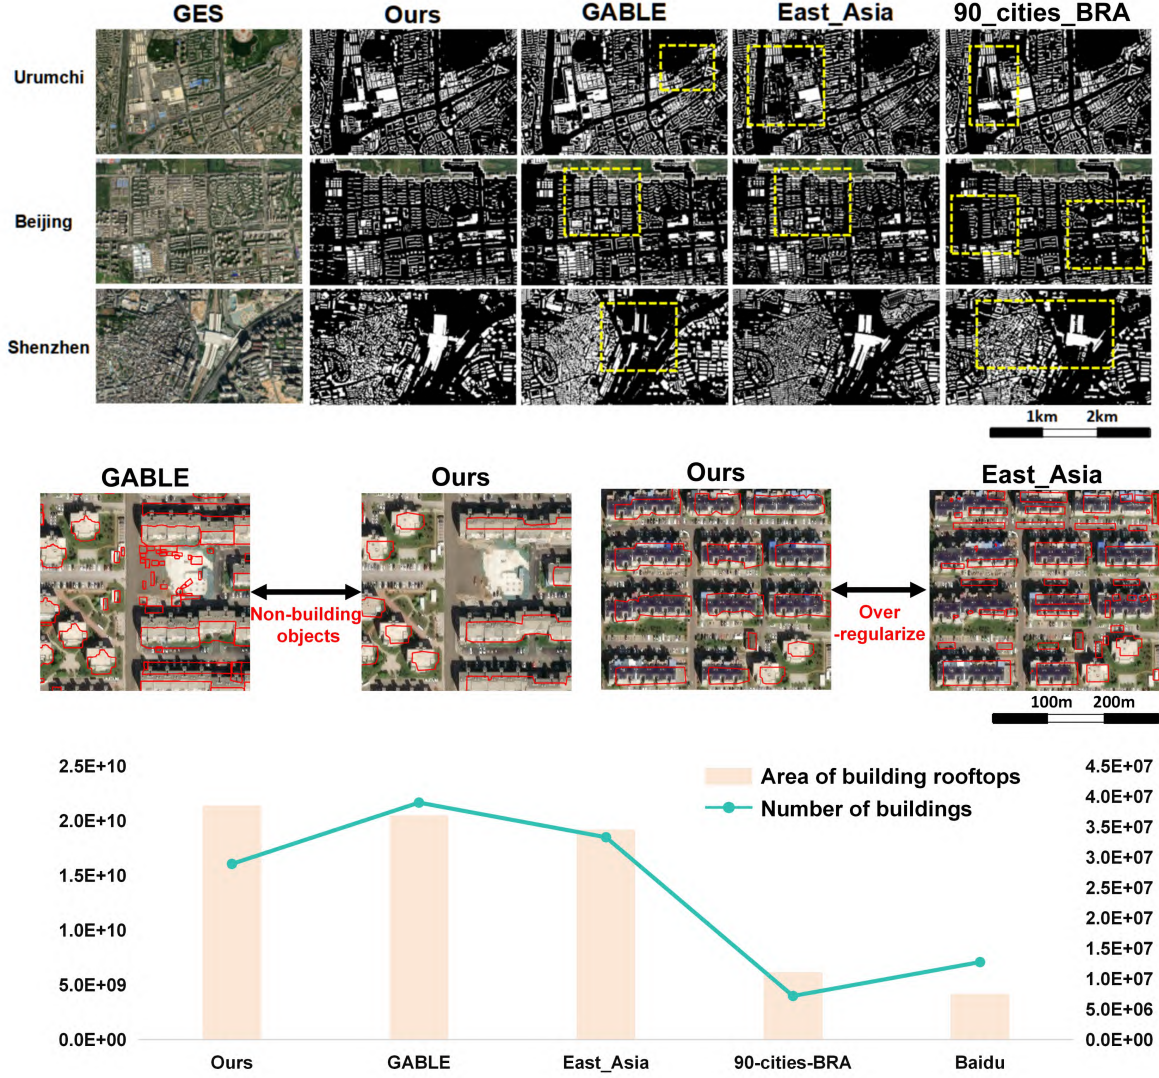 GES Ours GABLE East_Asia 90_cities_BRA
Urumchi
Beijing
Shenzhen
1km 2km
GABLE Ours Ours East_Asia
Non-building
objects
Over
-regularize
100m 200m
2.5E+10
2.0E+10
1.5E+10
1.0E+10
5.0E+09
0.0E+00
Area of building rooftops
Number of buildings
4.5E+07
4.0E+07
3.5E+07
3.0E+07
2.5E+07
2.0E+07
1.5E+07
1.0E+07
5.0E+06
0.0E+00
Ours GABLE East_Asia 90-cities-BRA Baidu